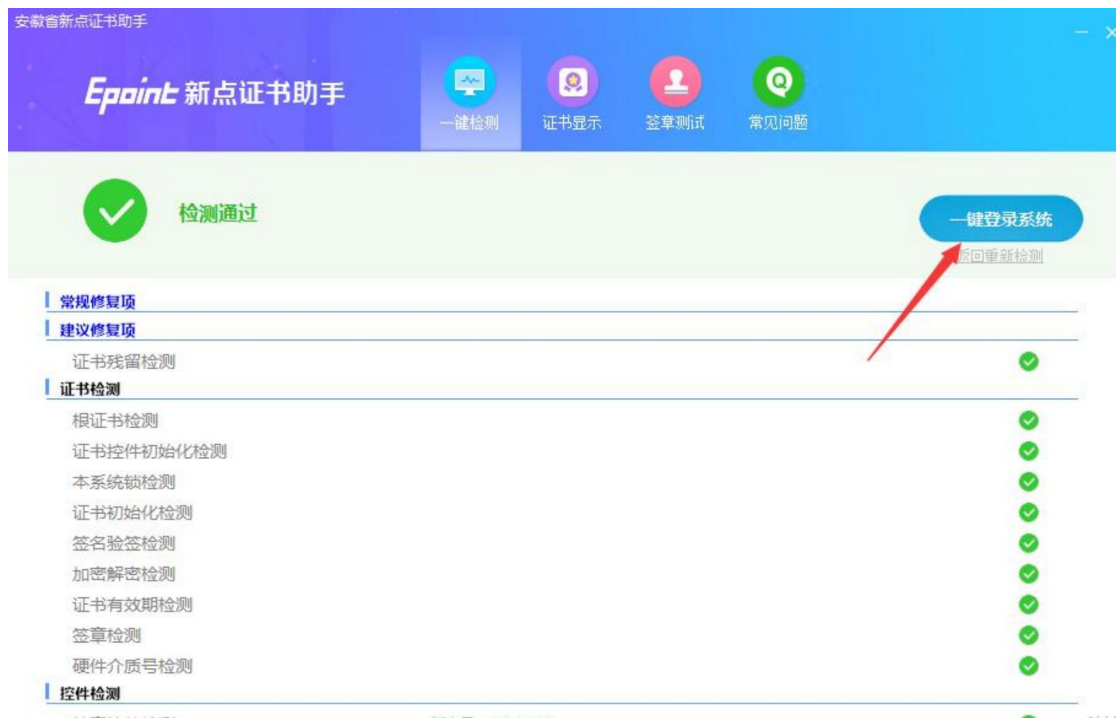 安徽省新点证书助手
Epoint 新点证书助手
一键检测
证书显示
签章测试
常见问题
检测通过
一键登录系统
返回重新检测
常规修复项
建议修复项
证书残留检测
证书检测
根证书检测
证书控件初始化检测
本系统锁检测
证书初始化检测
签名验签检测
加密解密检测
证书有效期检测
签章检测
硬件介质号检测
控件检测